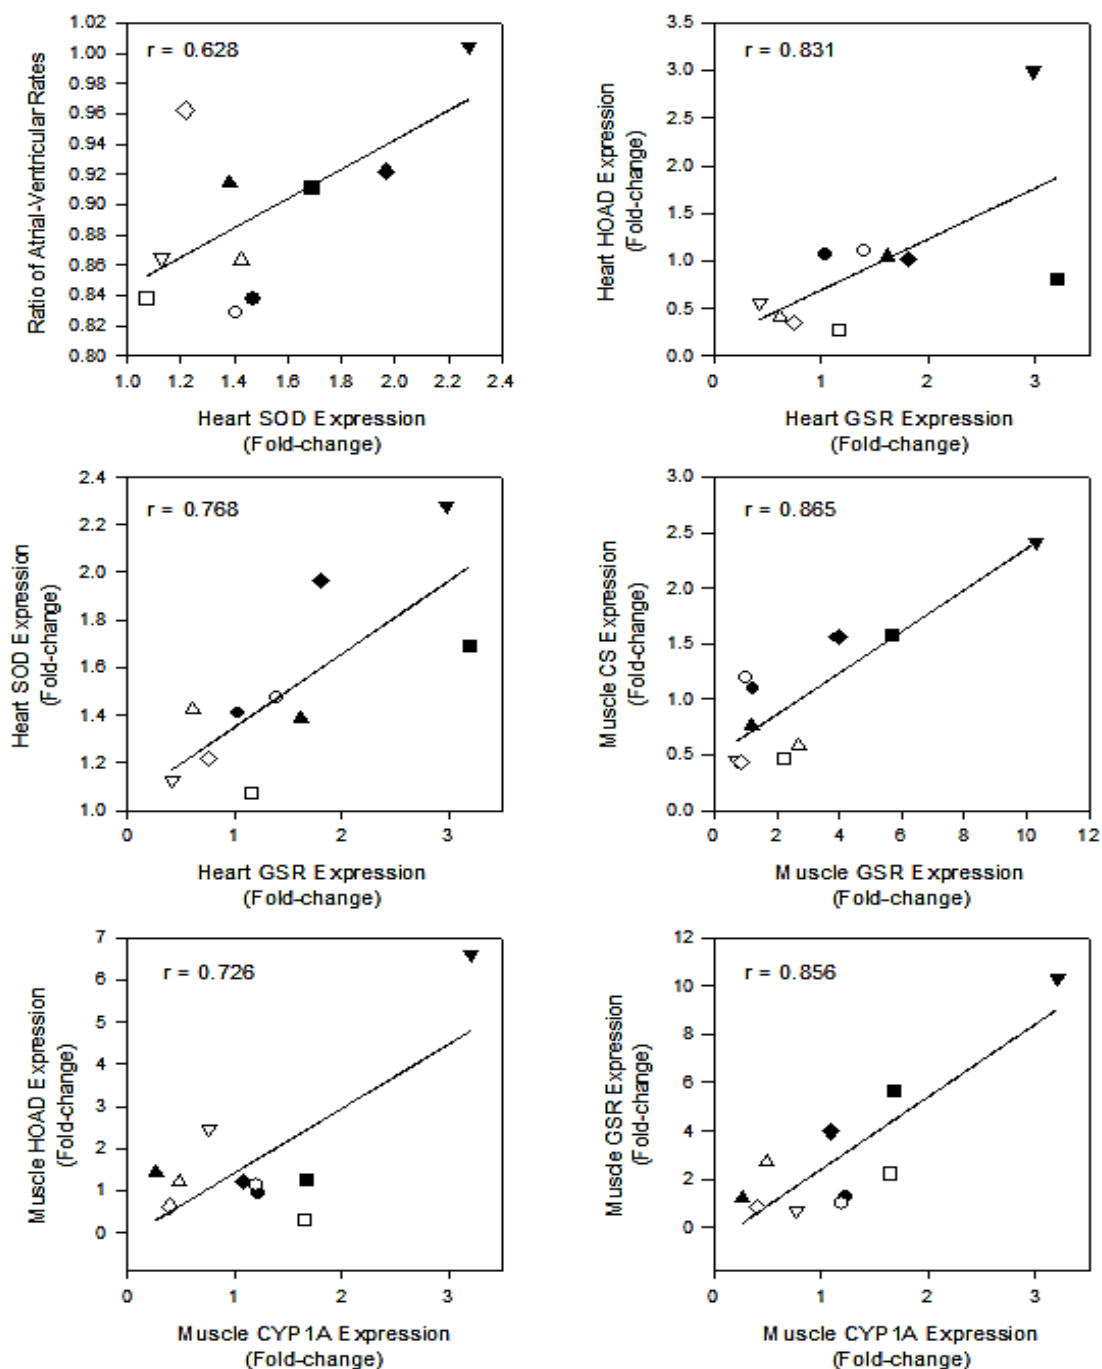 r = 0.628
Ratio of Atrial-Ventricular Rates
1.02
1.00
0.98
0.96
0.94
0.92
0.90
0.88
0.86
0.84
0.82
0.80
1.0 1.2 1.4 1.6 1.8 2.0 2.2 2.4
Heart SOD Expression
(Fold-change)
r = 0.831
Heart HOAD Expression
(Fold-change)
3.5
3.0
2.5
2.0
1.5
1.0
0.5
0.0
0 1 2 3
Heart GSR Expression
(Fold-change)
r = 0.768
Heart SOD Expression
(Fold-change)
2.4
2.2
2.0
1.8
1.6
1.4
1.2
1.0
0 1 2 3
Heart GSR Expression
(Fold-change)
r = 0.865
Muscle CS Expression
(Fold-change)
3.0
2.5
2.0
1.5
1.0
0.5
0.0
0 2 4 6 8 10 12
Muscle GSR Expression
(Fold-change)
r = 0.726
Muscle HOAD Expression
(Fold-change)
7
6
5
4
3
2
1
0
0 1 2 3
Muscle CYP1A Expression
(Fold-change)
r = 0.856
Muscle GSR Expression
(Fold-change)
12
10
8
6
4
2
0
0 1 2 3
Muscle CYP1A Expression
(Fold-change)